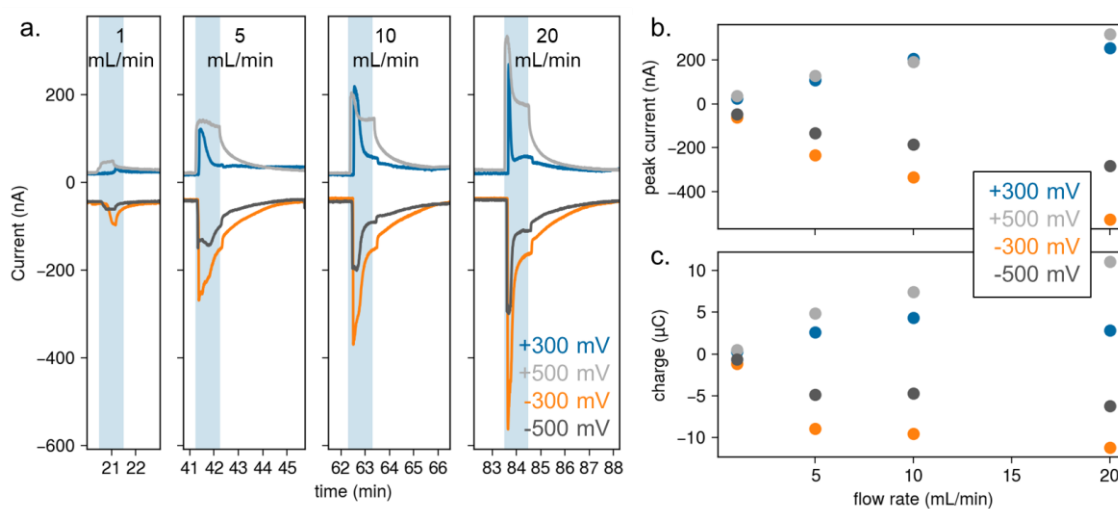 a.
1
mL/min
5
mL/min
10
mL/min
20
mL/min
200
0
−200
−400
−600
Current (nA)
+300 mV
+500 mV
-300 mV
-500 mV
21 22
41 42 43 44 45
62 63 64 65 66
83 84 85 86 87 88
time (min)
b.
200
0
−200
−400
peak current (nA)
+300 mV
+500 mV
-300 mV
-500 mV
c.
10
5
0
−5
−10
charge (µC)
5 10 15 20
flow rate (mL/min)